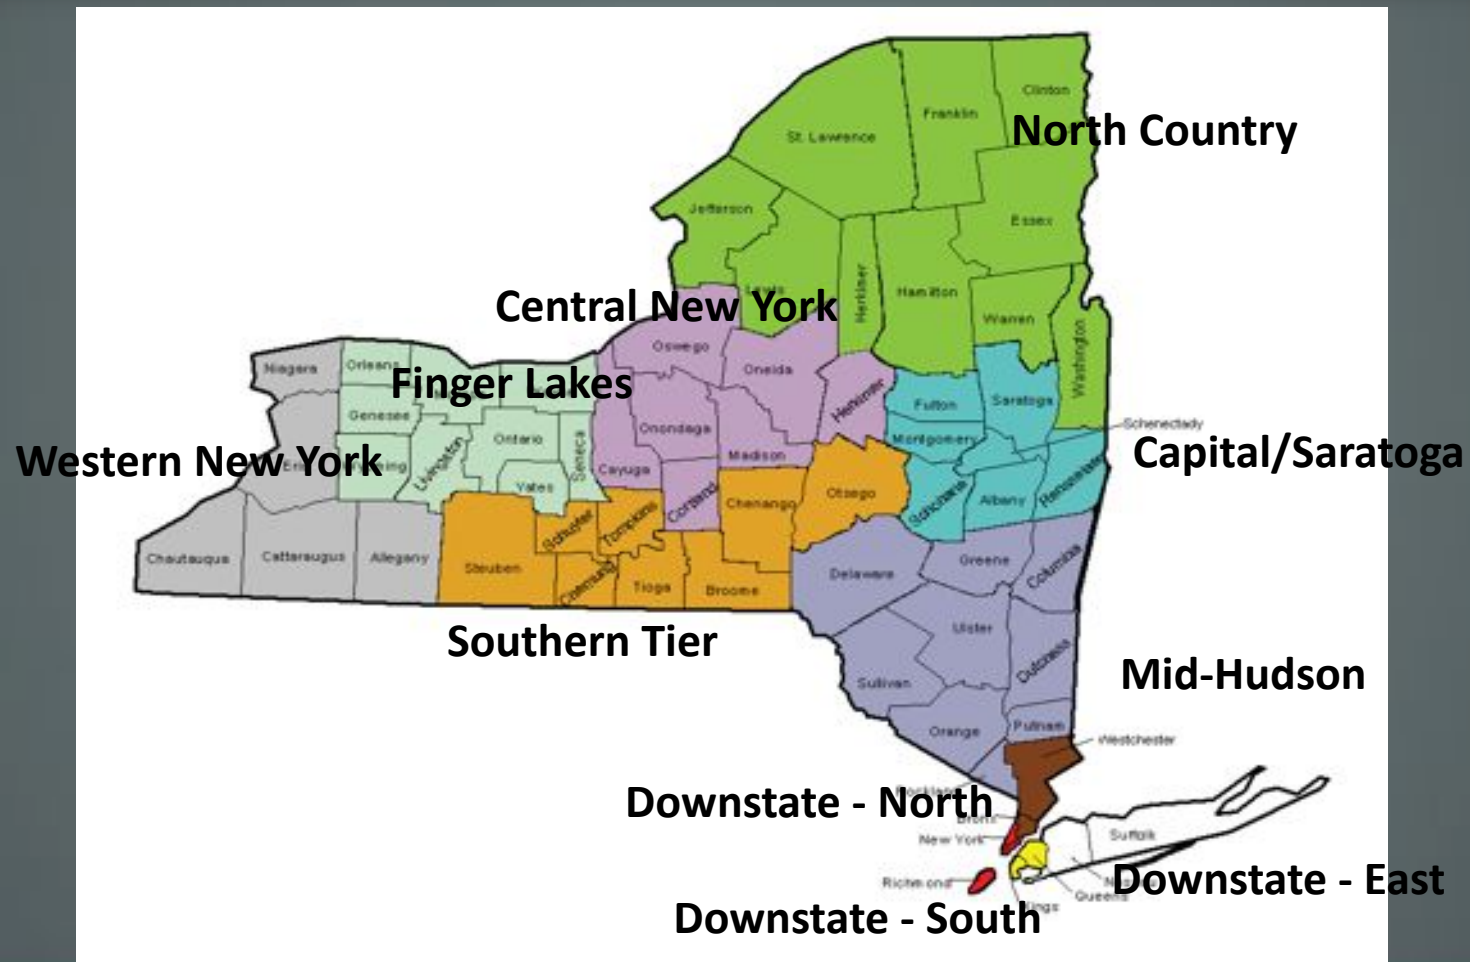 Clinton
Franklin
North Country
St. Lawrence
Jefferson
Essex
Lewis
Herkimer
Hamilton
Central New York
Warren
Washington
Oswego
Niagara
Orleans
Oneida
Finger Lakes
Herkimer
Fulton
Saratoga
Genesee
Schenectady
Onondaga
Ontario
Montgomery
Livingston
Seneca
Western New York
Capital/Saratoga
Cayuga
Madison
Yates
Otsego
Schoharie
Albany
Rensselaer
Chenango
Cortland
Schuyler
Tompkins
Chautauqua
Cattaraugus
Allegany
Steuben
Chemung
Tioga
Broome
Delaware
Greene
Columbia
Southern Tier
Ulster
Dutchess
Sullivan
Mid-Hudson
Orange
Putnam
Westchester
Rockland
Downstate - North
Bronx
New York
Suffolk
Richmond
Downstate - East
Queens
Kings
Downstate - South